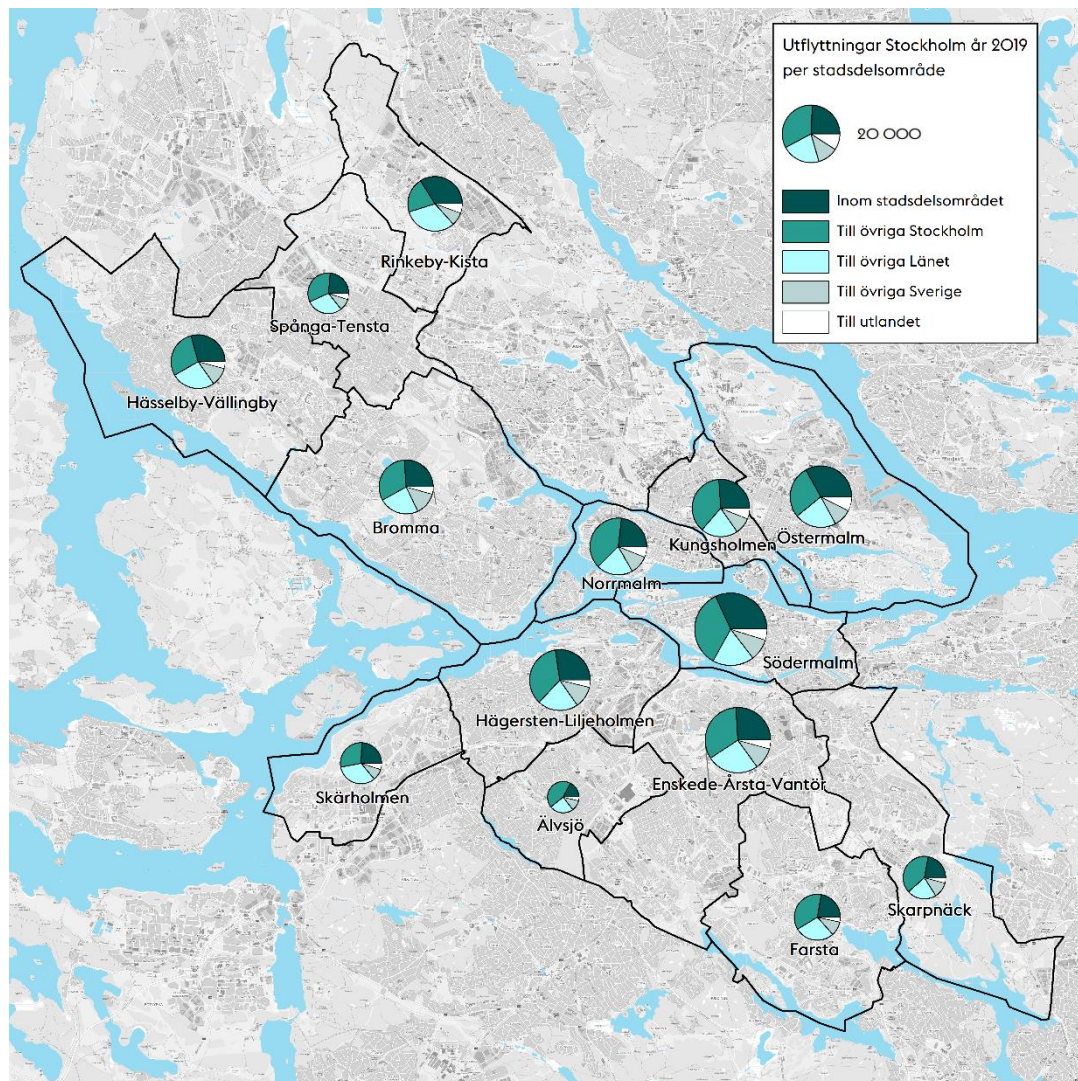 Utflyttningar Stockholm år 2019
per stadsdelsområde
20 000
Inom stadsdelsområdet
Till övriga Stockholm
Till övriga Länet
Till övriga Sverige
Till utlandet
Rinkeby-Kista
Spånga-Tensta
Hässelby-Vällingby
Bromma
Kungsholmen
Östermalm
Norrmalm
Södermalm
Hägersten-Liljeholmen
Enskede-Årsta-Vantör
Skärholmen
Älvsjö
Skarpnäck
Farsta